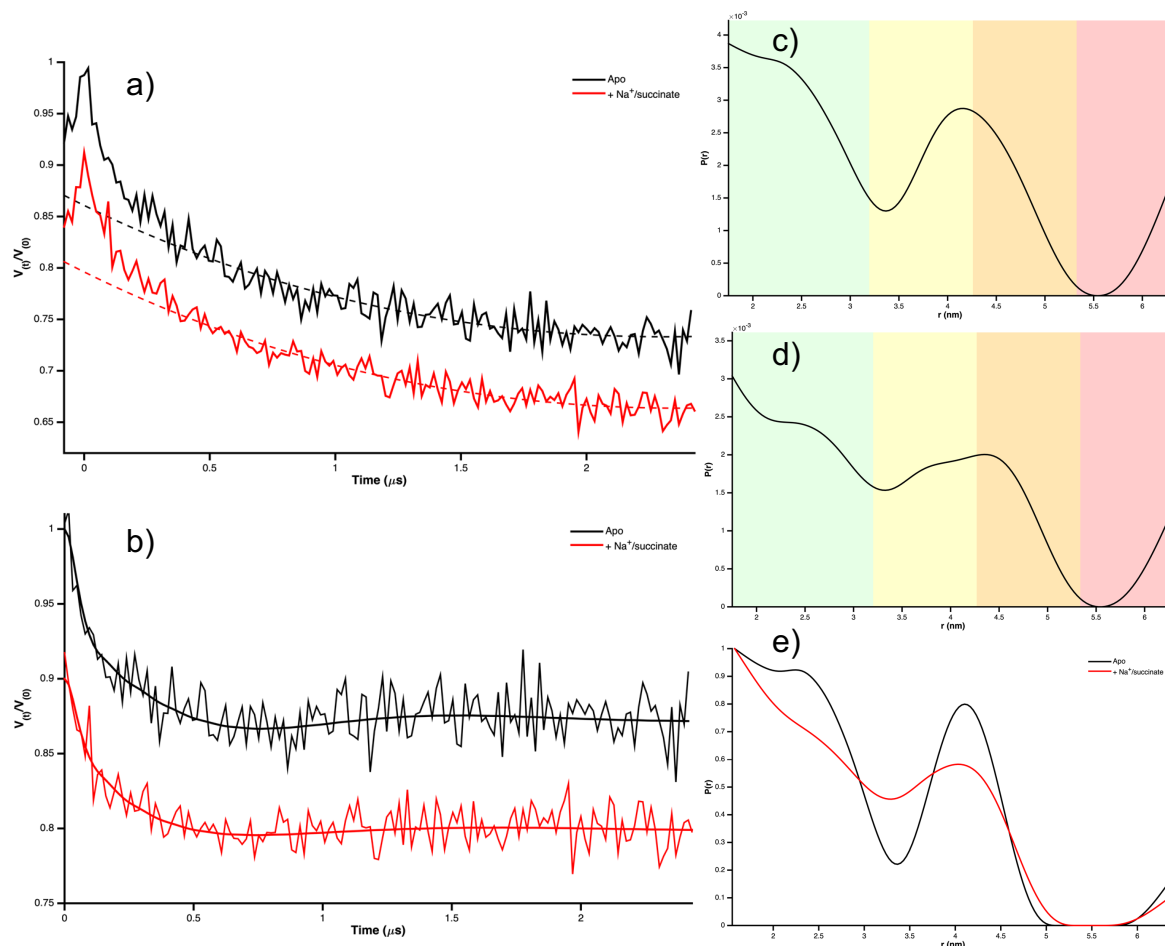 a)
Apo
+ Na⁺/succinate
1
0.95
0.9
0.85
0.8
0.75
0.7
0.65
V(t)/V(0)
0 0.5 1 1.5 2
Time (μs)
b)
Apo
+ Na⁺/succinate
1
0.95
0.9
0.85
0.8
0.75
V(t)/V(0)
0 0.5 1 1.5 2
Time (μs)
c)
×10⁻³
4
3.5
3
2.5
2
1.5
1
0.5
0
P(r)
2 2.5 3 3.5 4 4.5 5 5.5 6
r (nm)
d)
×10⁻³
3.5
3
2.5
2
1.5
1
0.5
0
P(r)
2 2.5 3 3.5 4 4.5 5 5.5 6
r (nm)
e)
Apo
+ Na⁺/succinate
1
0.9
0.8
0.7
0.6
0.5
0.4
0.3
0.2
0.1
0
P(r)
2 2.5 3 3.5 4 4.5 5 5.5 6
r (nm)